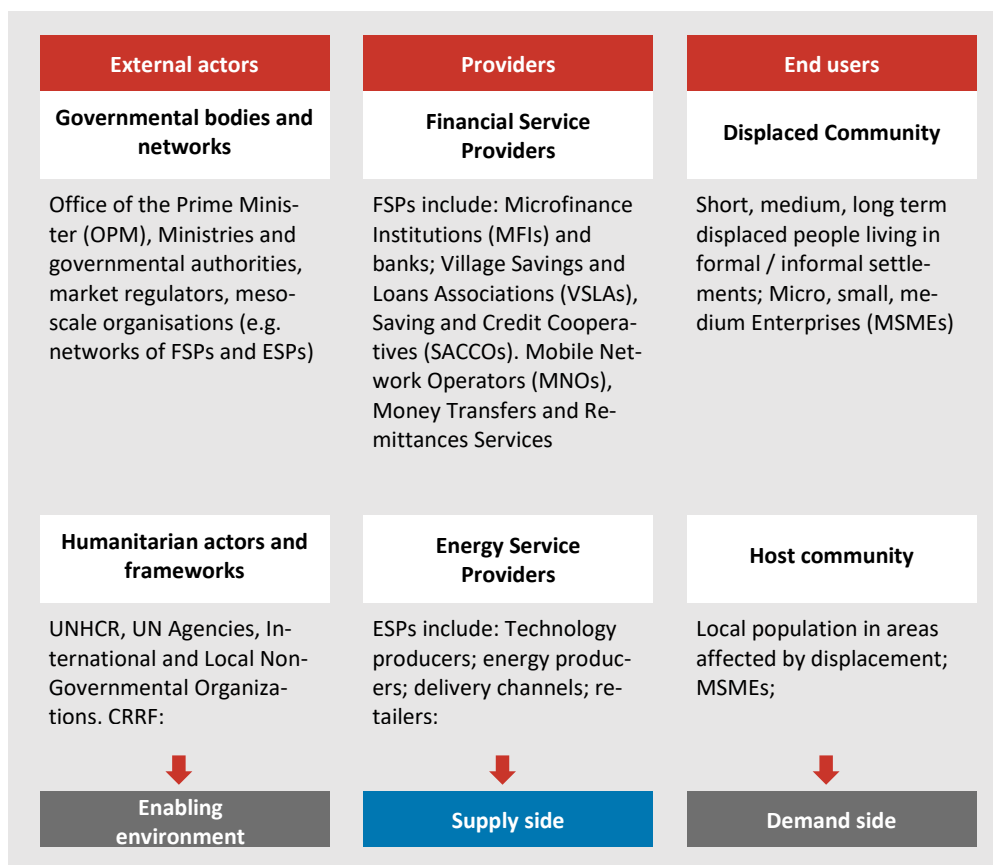 External actors
Governmental bodies and
networks
Office of the Prime Minis-
ter (OPM), Ministries and
governmental authorities,
market regulators, meso-
scale organisations (e.g.
networks of FSPs and ESPs)
Humanitarian actors and
frameworks
UNHCR, UN Agencies, In-
ternational and Local Non-
Governmental Organiza-
tions. CRRF:
Enabling
environment
Providers
Financial Service
Providers
FSPs include: Microfinance
Institutions (MFIs) and
banks; Village Savings and
Loans Associations (VSLAs),
Saving and Credit Coopera-
tives (SACCOs). Mobile Net-
work Operators (MNOs),
Money Transfers and Re-
mittances Services
Energy Service
Providers
ESPs include: Technology
producers; energy produc-
ers; delivery channels; re-
tailers:
Supply side
End users
Displaced Community
Short, medium, long term
displaced people living in
formal / informal settle-
ments; Micro, small, me-
dium Enterprises (MSMEs)
Host community
Local population in areas
affected by displacement;
MSMEs;
Demand side